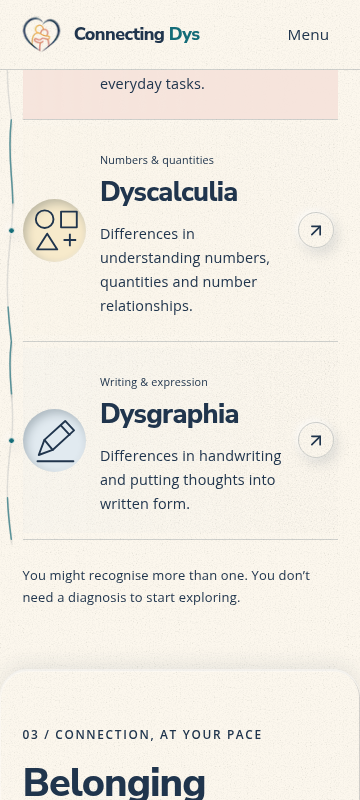 Connecting Dys
Menu
everyday tasks.
Numbers & quantities
Dyscalculia
Differences in
understanding numbers,
quantities and number
relationships.
Writing & expression
Dysgraphia
Differences in handwriting
and putting thoughts into
written form.
You might recognise more than one. You don’t
need a diagnosis to start exploring.
03 / CONNECTION, AT YOUR PACE
Belonging